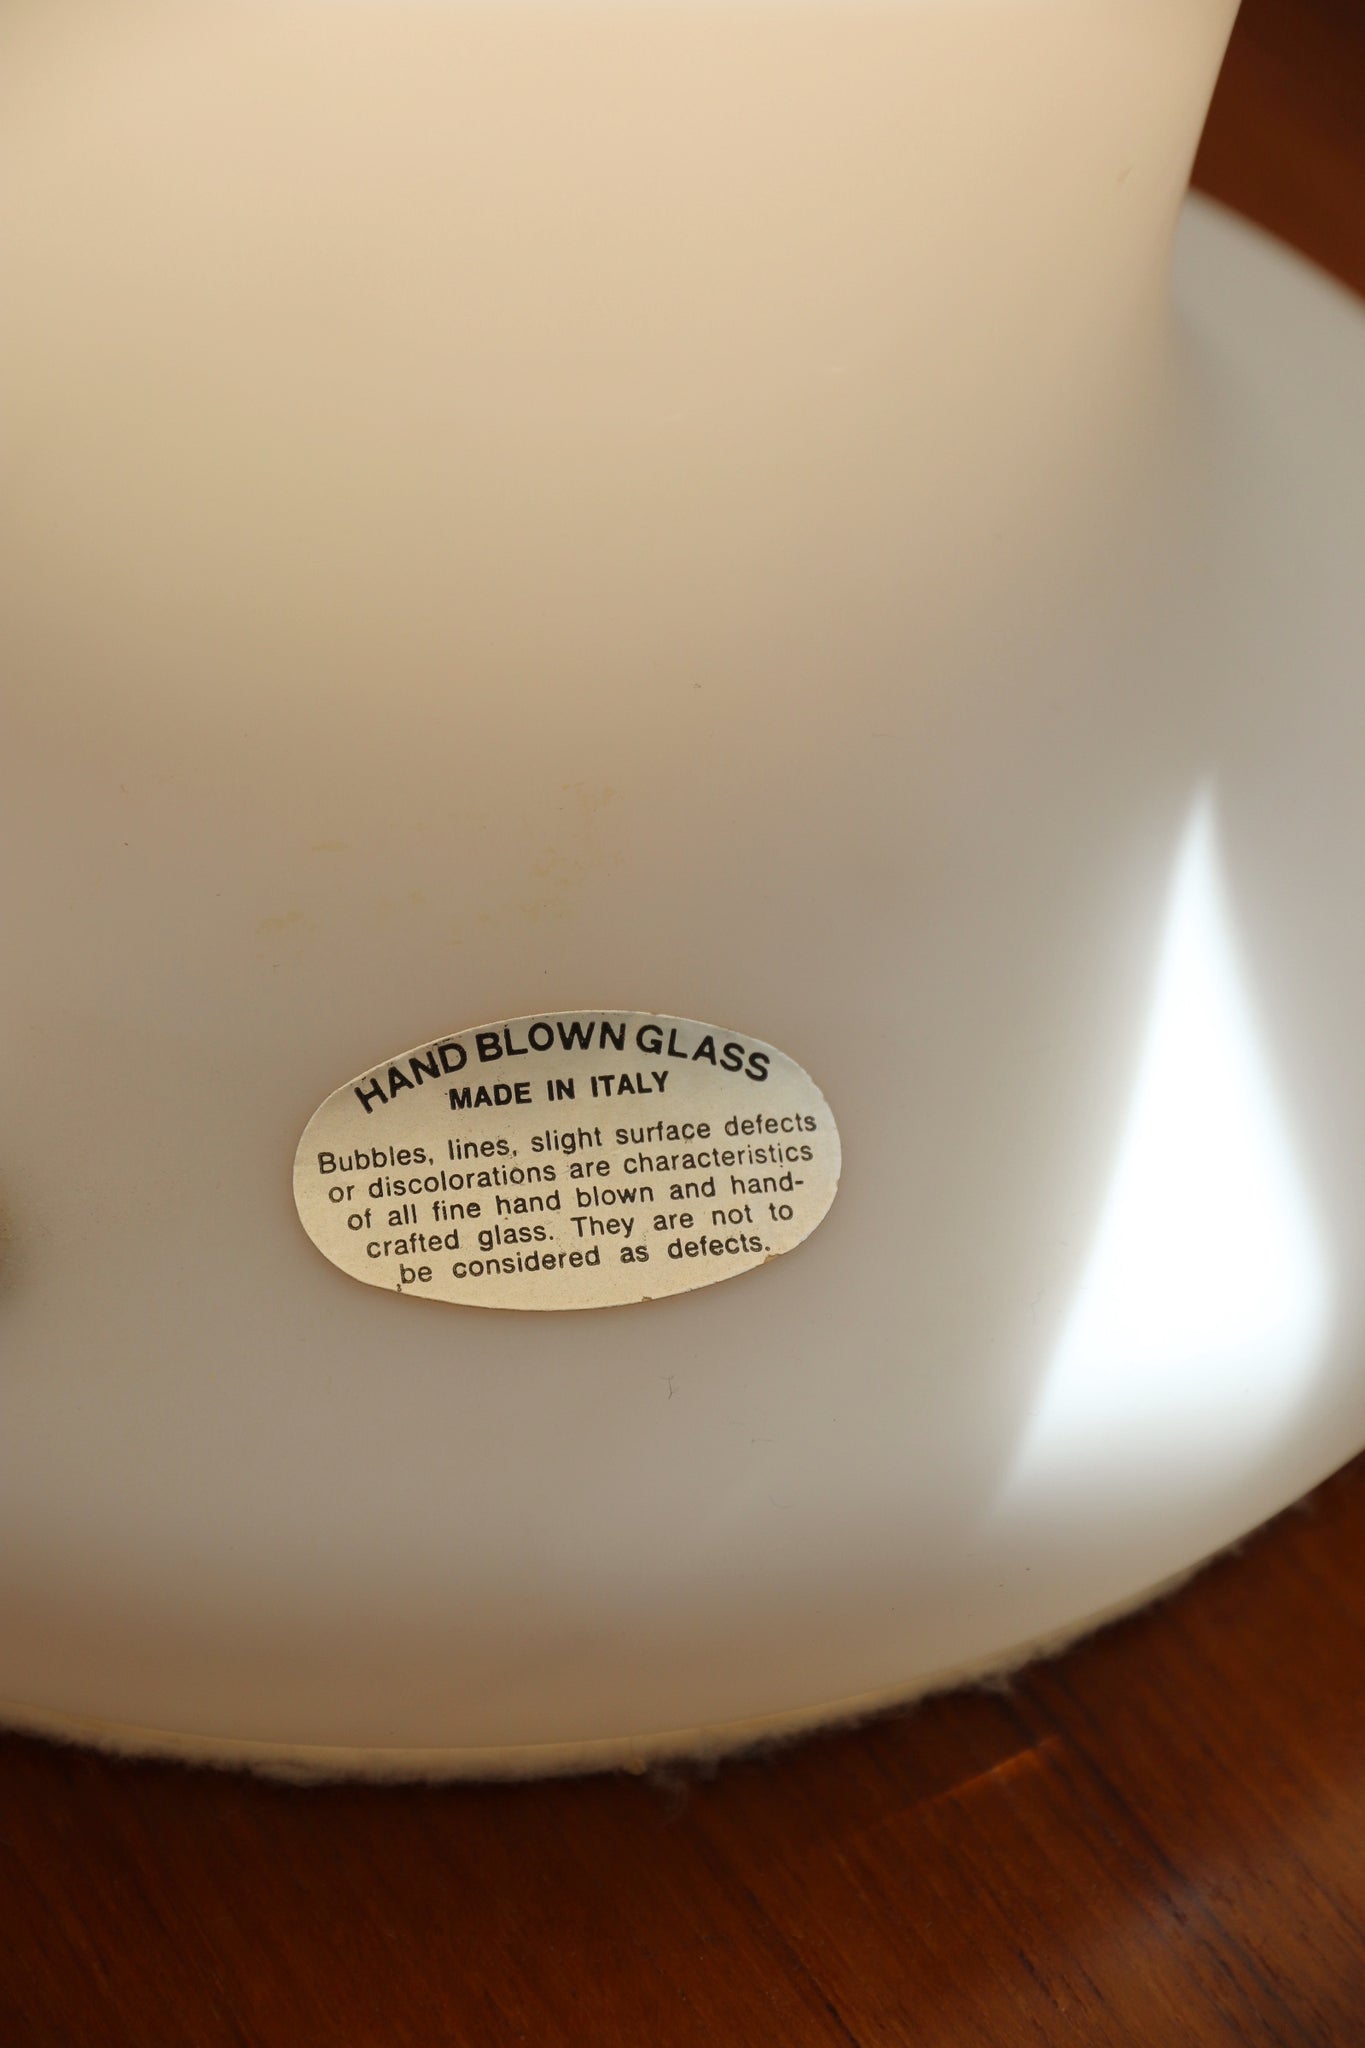 HAND BLOWN GLASS
MADE IN ITALY
Bubbles, lines, slight surface defects
or discolorations are characteristics
of all fine hand blown and hand-
crafted glass. They are not to
be considered as defects.